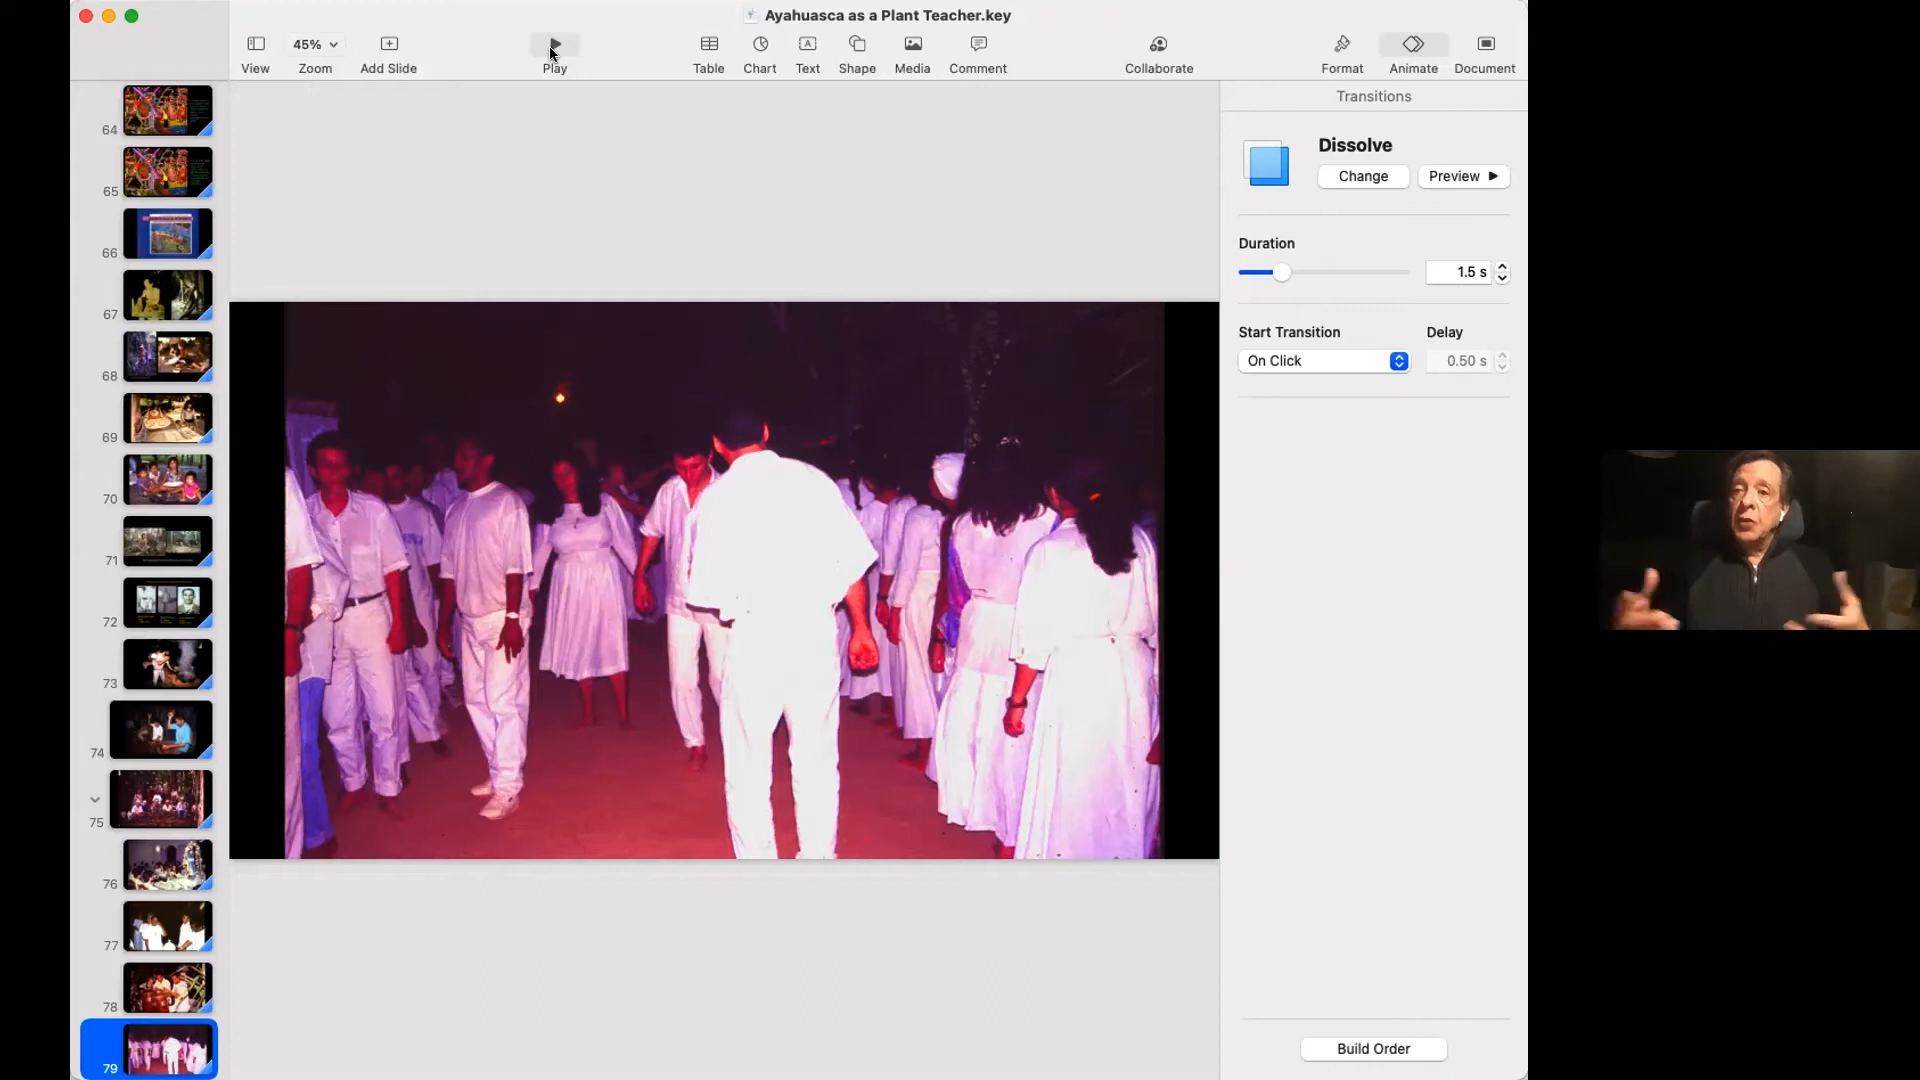 Ayahuasca as a Plant Teacher.key
45%
View Zoom Add Slide Play Table Chart Text Shape Media Comment Collaborate Format Animate Document
Transitions
Dissolve
Change Preview
Duration
1.5 s
Start Transition Delay
On Click 0.50 s
Build Order
64
65
66
67
68
69
70
71
72
73
74
75
76
77
78
79